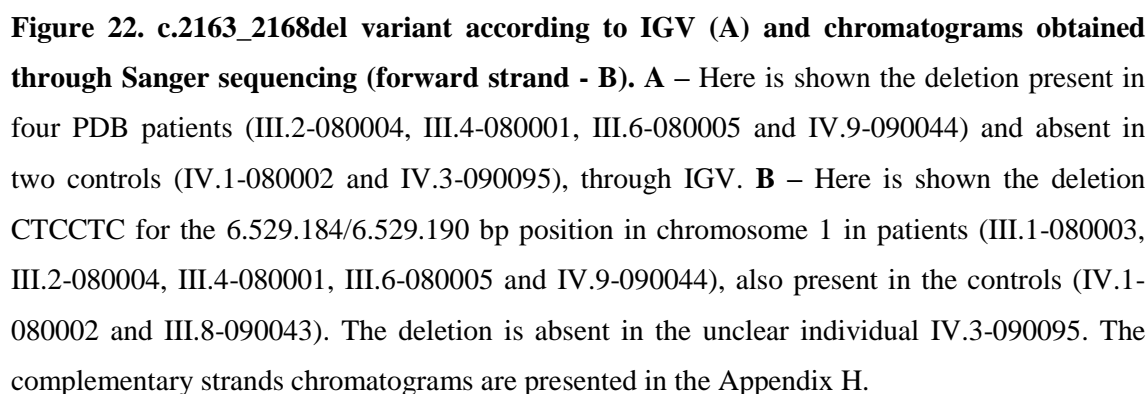 Figure 22. c.2163_2168del variant according to IGV (A) and chromatograms obtained
through Sanger sequencing (forward strand - B). A – Here is shown the deletion present in
four PDB patients (III.2-080004, III.4-080001, III.6-080005 and IV.9-090044) and absent in
two controls (IV.1-080002 and IV.3-090095), through IGV. B – Here is shown the deletion
CTCCTC for the 6.529.184/6.529.190 bp position in chromosome 1 in patients (III.1-080003,
III.2-080004, III.4-080001, III.6-080005 and IV.9-090044), also present in the controls (IV.1-
080002 and III.8-090043). The deletion is absent in the unclear individual IV.3-090095. The
complementary strands chromatograms are presented in the Appendix H.